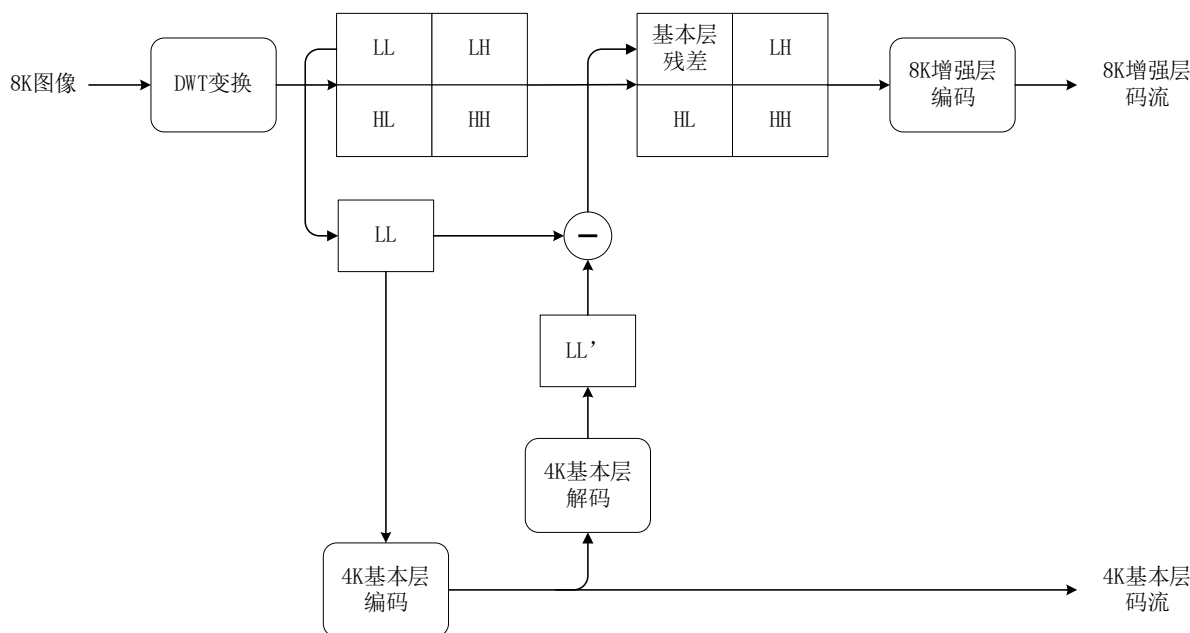 8K图像
DWT变换
LL
LH
HL
HH
基本层
残差
LH
HL
HH
8K增强层
编码
8K增强层
码流
LL
LL’
4K基本层
解码
4K基本层
编码
4K基本层
码流